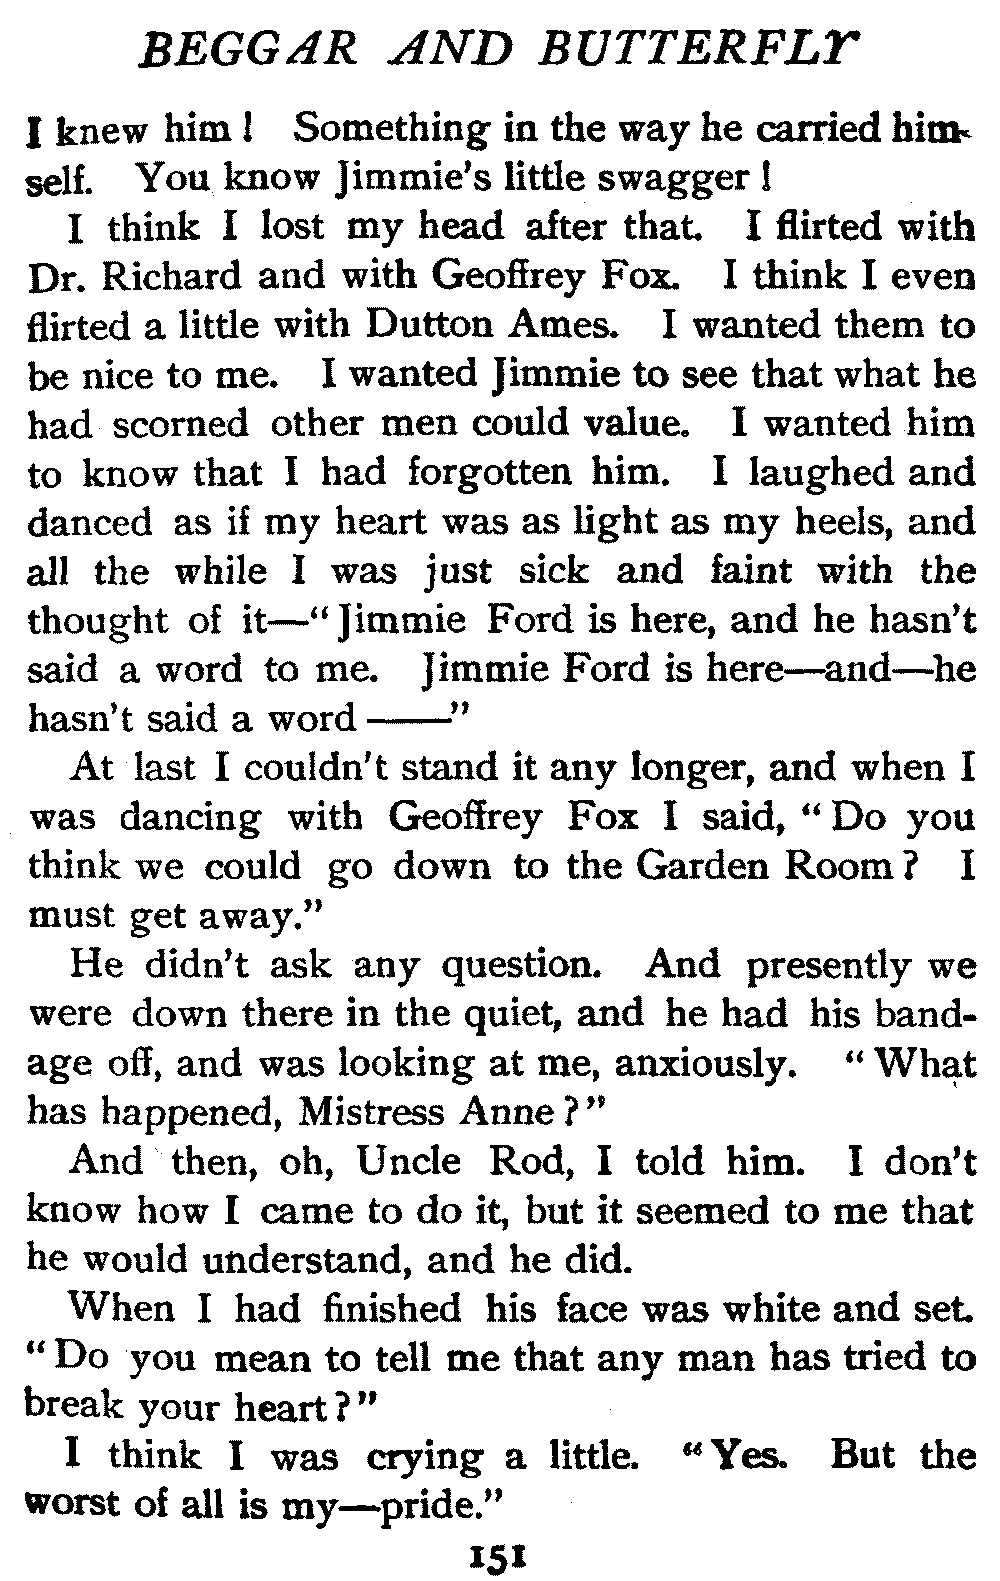 BEGGAR AND BUTTERFLY
I knew him! Something in the way he carried him-
self. You know Jimmie's little swagger!
I think I lost my head after that. I flirted with
Dr. Richard and with Geoffrey Fox. I think I even
flirted a little with Dutton Ames. I wanted them to
be nice to me. I wanted Jimmie to see that what he
had scorned other men could value. I wanted him
to know that I had forgotten him. I laughed and
danced as if my heart was as light as my heels, and
all the while I was just sick and faint with the
thought of it—"Jimmie Ford is here, and he hasn't
said a word to me. Jimmie Ford is here—and—he
hasn't said a word ——"
At last I couldn't stand it any longer, and when I
was dancing with Geoffrey Fox I said, "Do you
think we could go down to the Garden Room? I
must get away."
He didn't ask any question. And presently we
were down there in the quiet, and he had his band-
age off, and was looking at me, anxiously. "What
has happened, Mistress Anne?"
And then, oh, Uncle Rod, I told him. I don't
know how I came to do it, but it seemed to me that
he would understand, and he did.
When I had finished his face was white and set.
"Do you mean to tell me that any man has tried to
break your heart?"
I think I was crying a little. "Yes. But the
worst of all is my—pride."
151